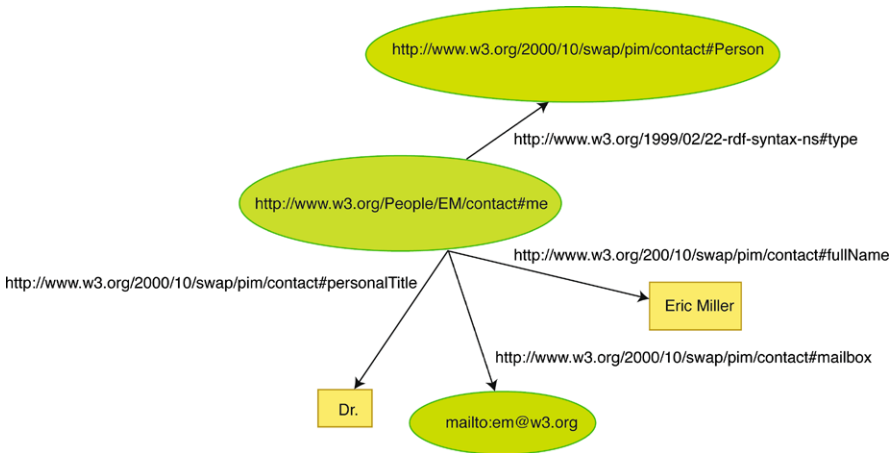 http://www.w3.org/2000/10/swap/pim/contact#Person
http://www.w3.org/1999/02/22-rdf-syntax-ns#type
http://www.w3.org/People/EM/contact#me
http://www.w3.org/200/10/swap/pim/contact#fullName
http://www.w3.org/2000/10/swap/pim/contact#personalTitle
Eric Miller
http://www.w3.org/2000/10/swap/pim/contact#mailbox
Dr.
mailto:em@w3.org